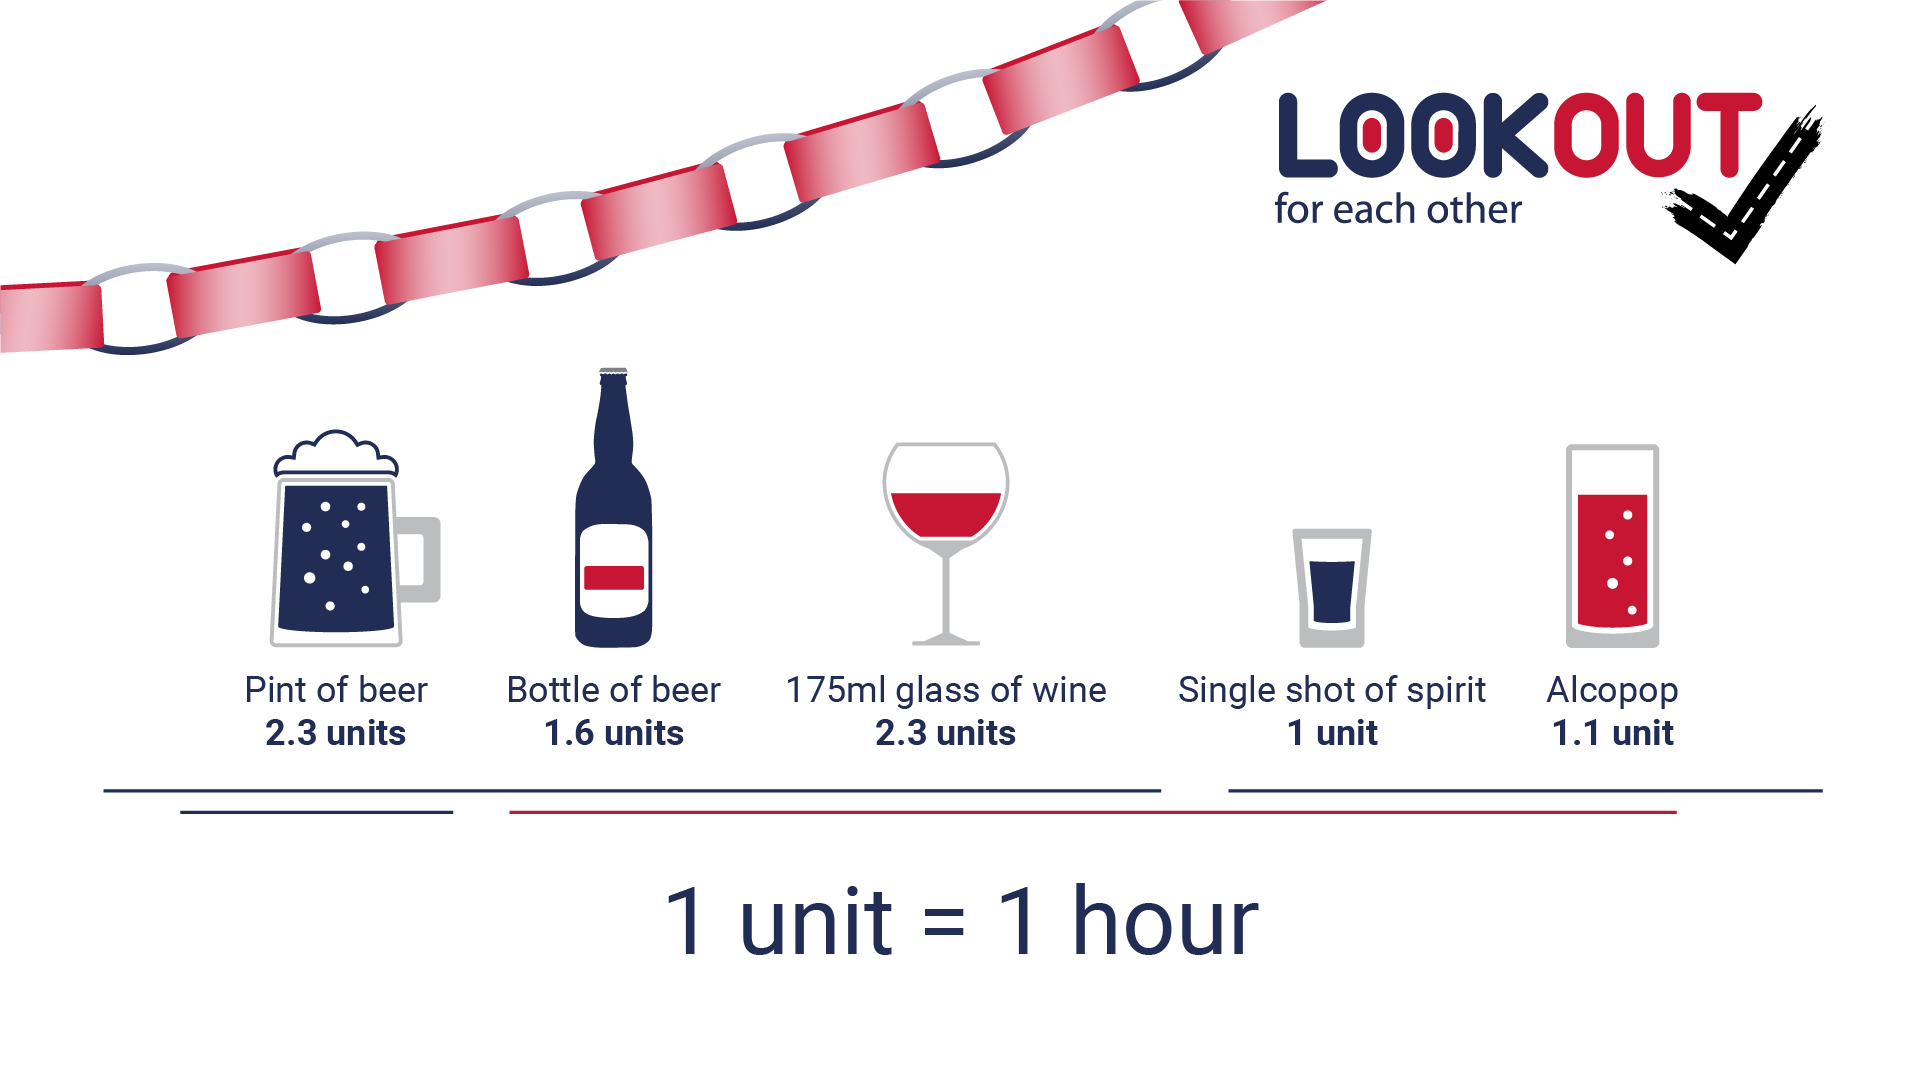 LOOKOUT
for each other
Pint of beer
2.3 units
Bottle of beer
1.6 units
175ml glass of wine
2.3 units
Single shot of spirit
1 unit
Alcopop
1.1 unit
1 unit = 1 hour